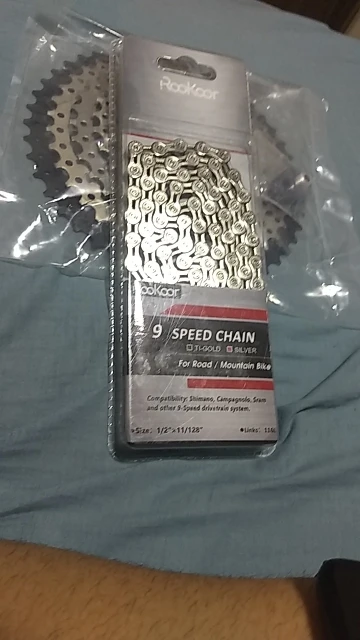 RooKoor
RooKoor
9 SPEED CHAIN
TI-GOLD SILVER
For Road / Mountain Bike
Compatibility: Shimano, Campagnolo, Sram
and other 9-Speed drivetrain system.
Size: 1/2"×11/128" Links: